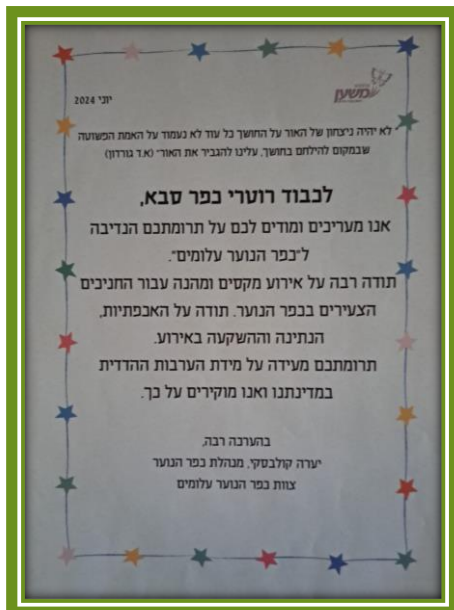 משען
יוני 2024
"לא יהיה ניצחון של האור על החושך כל עוד לא נעמוד על האמת הפשוטה
שבמקום להילחם בחושך, עלינו להגביר את האור" (א.ד גורדון)
לכבוד רוטרי כפר סבא,
אנו מעריכים ומודים לכם על תרומתכם הנדיבה
ל"כפר הנוער עלומים".
תודה רבה על אירוע מקסים ומהנה עבור החניכים
הצעירים בכפר הנוער. תודה על האכפתיות,
הנתינה וההשקעה באירוע.
תרומתכם מעידה על מידת הערבות ההדדית
במדינתנו ואנו מוקירים על כך.
בהערכה רבה,
יערה קולבסקי, מנהלת כפר הנוער
צוות כפר הנוער עלומים